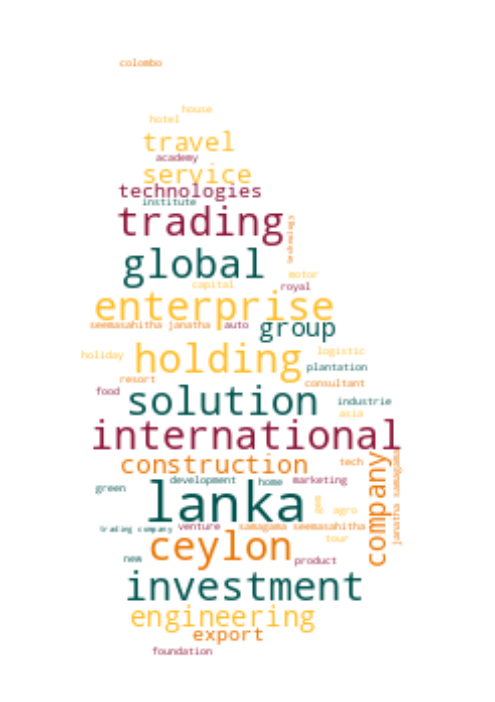 colombo
house
hotel
travel
academy
service
technologies
institute
trading
technology
global
motor
capital
royal
enterprise
seemasahitha janatha
auto
group
holiday
holding
logistic
plantation
resort
consultant
food
solution
industrie
asia
international
construction
tech
company
janatha samagama
development
home
marketing
green
lanka
agro
trading company
venture
samagama seemasahitha
ceylon
tour
new
product
investment
engineering
export
foundation